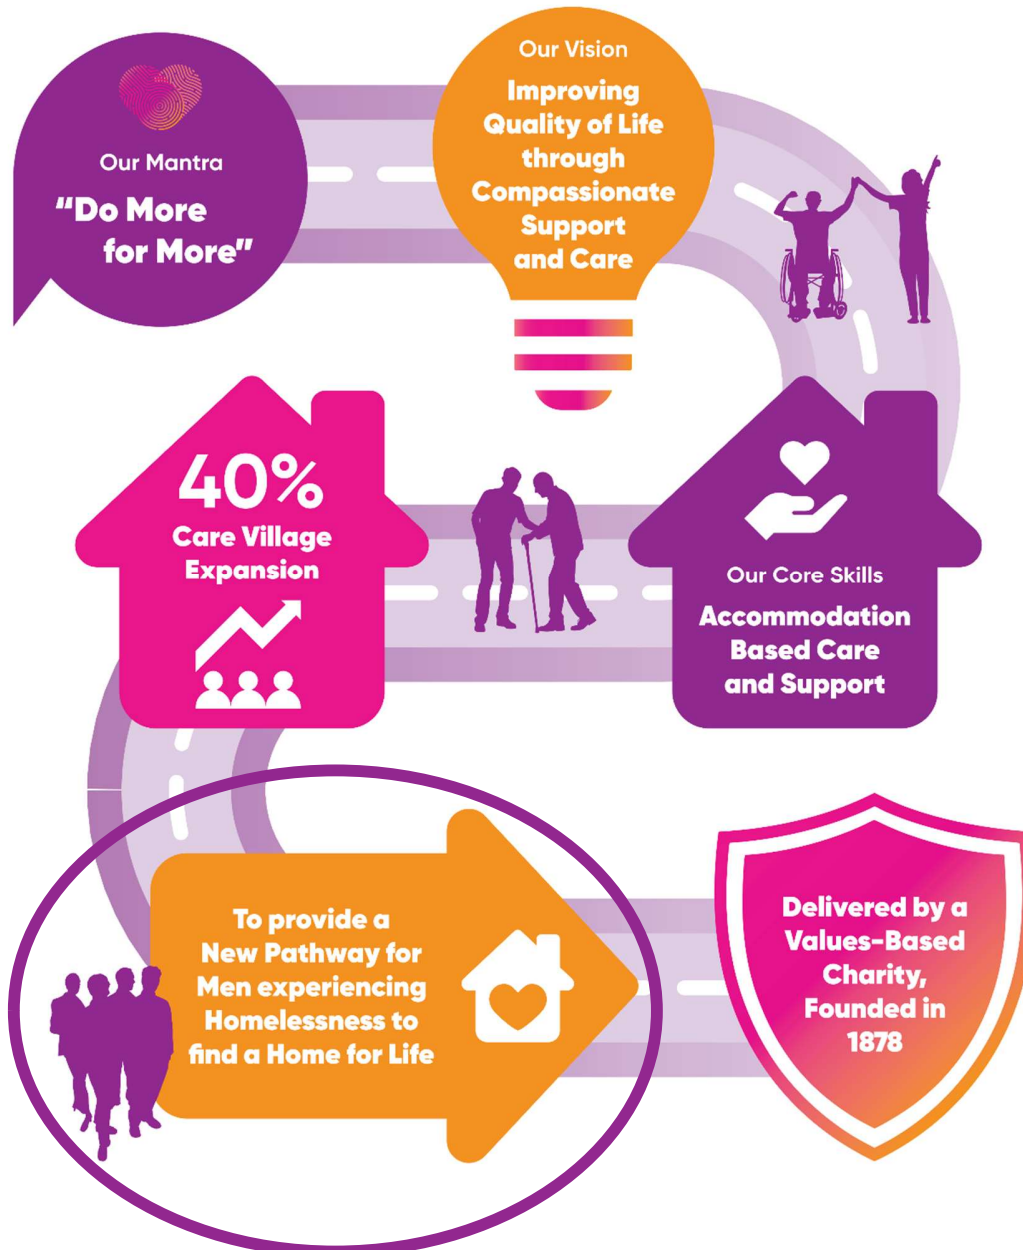 Our Mantra
“Do More
for More”
Our Vision
Improving
Quality of Life
through
Compassionate
Support
and Care
Our Core Skills
Accommodation
Based Care
and Support
40%
Care Village
Expansion
To provide a
New Pathway for
Men experiencing
Homelessness to
find a Home for Life
Delivered by a
Values-Based
Charity,
Founded in
1878